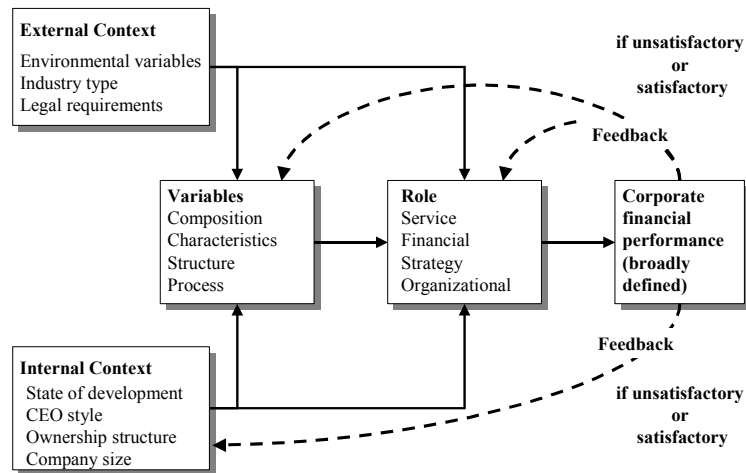 External Context
Environmental variables
Industry type
Legal requirements
if unsatisfactory
or
satisfactory
Feedback
Variables
Composition
Characteristics
Structure
Process
Role
Service
Financial
Strategy
Organizational
Corporate
financial
performance
(broadly
defined)
Feedback
Internal Context
State of development
CEO style
Ownership structure
Company size
if unsatisfactory
or
satisfactory